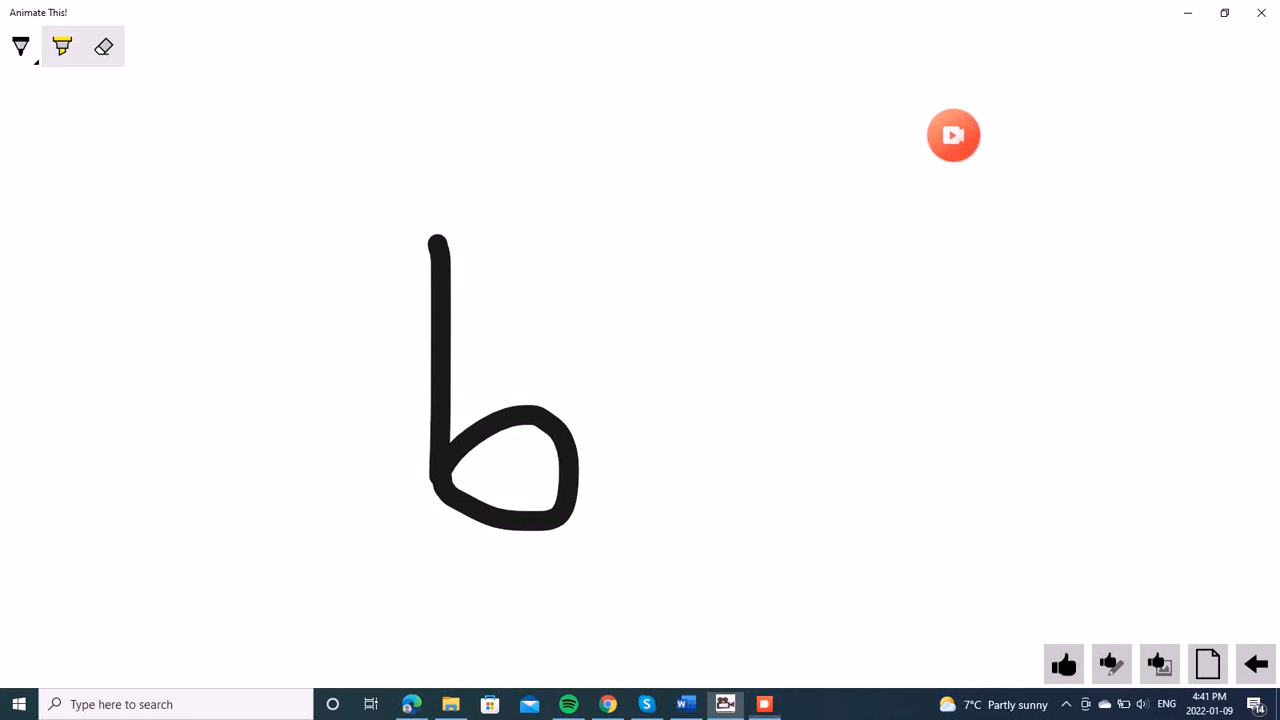 Animate This!
b
Type here to search
7°C Partly sunny
ENG
4:41 PM
2022-01-09
14